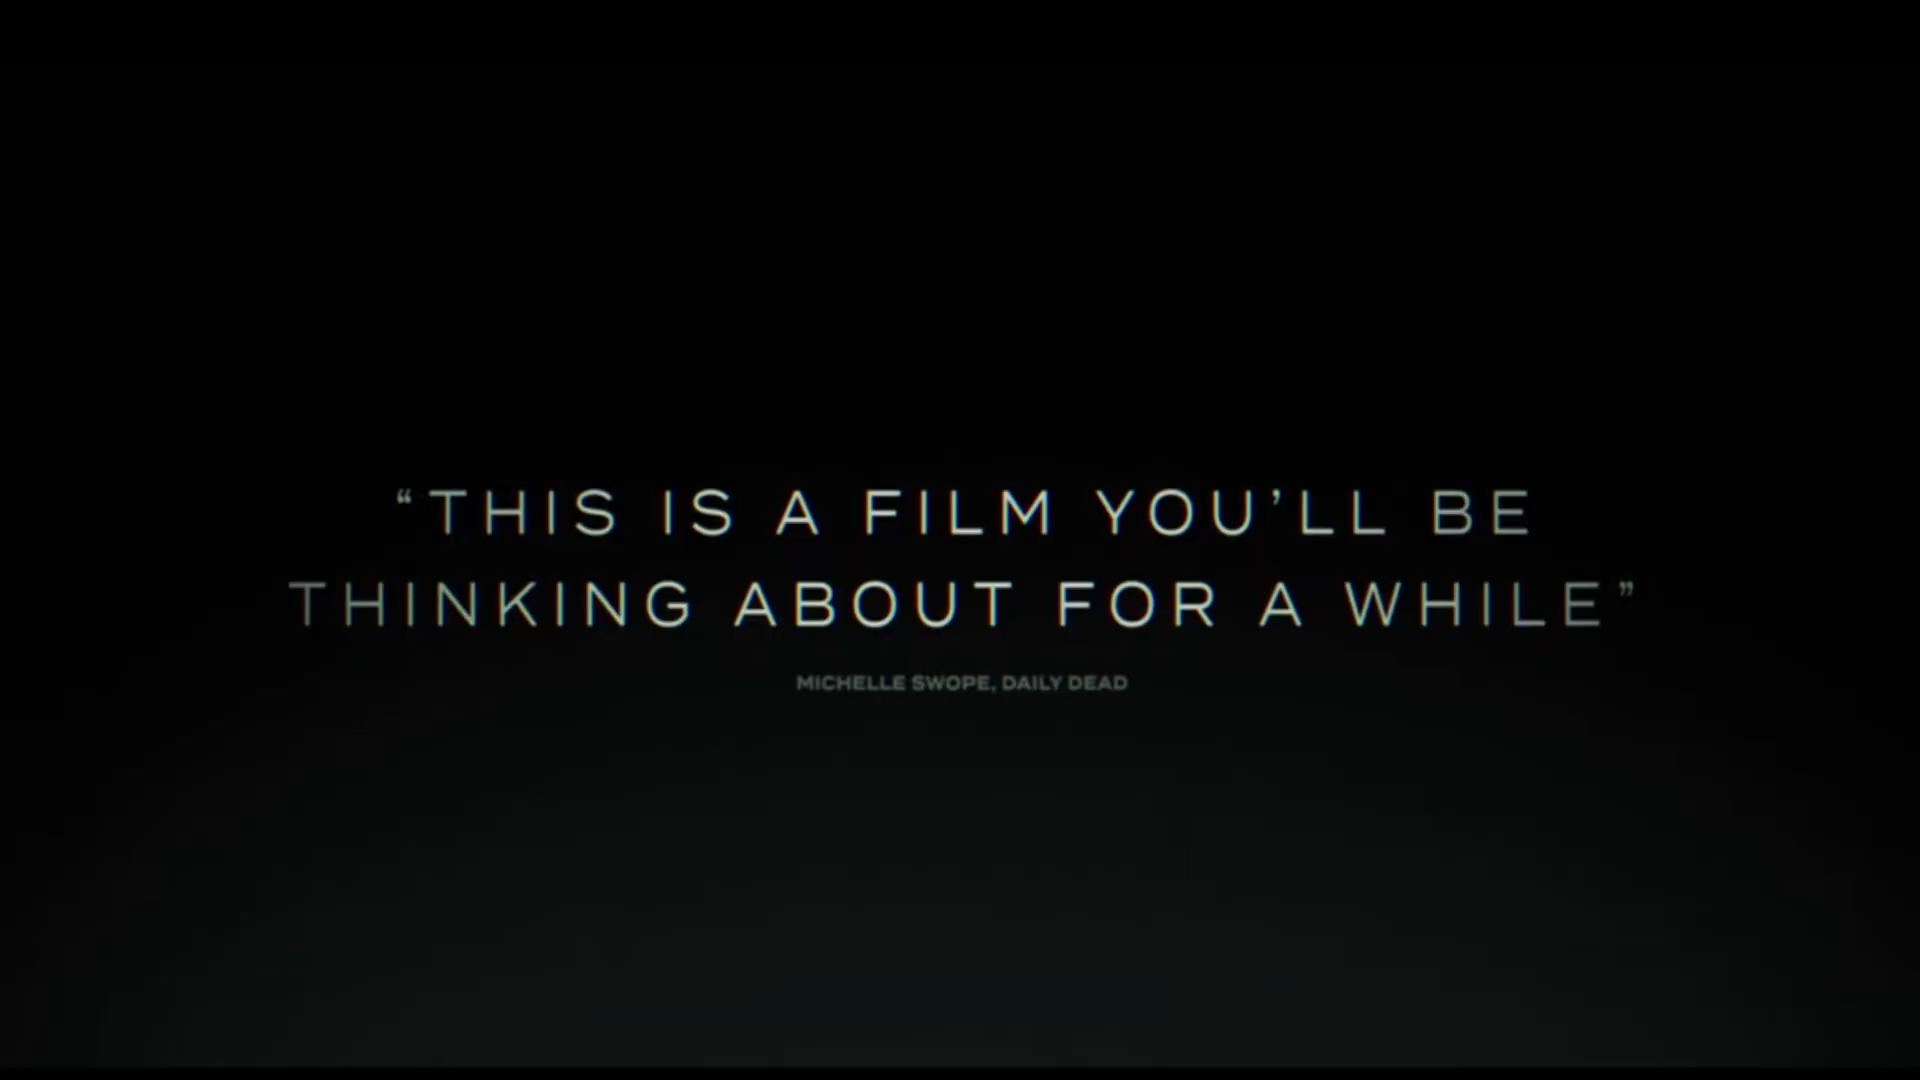 “THIS IS A FILM YOU’LL BE
THINKING ABOUT FOR A WHILE”
MICHELLE SWOPE, DAILY DEAD